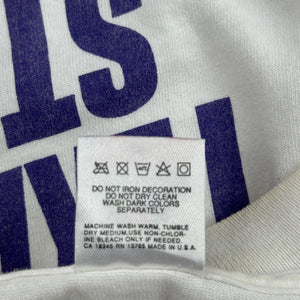 DO NOT IRON DECORATION
DO NOT DRY CLEAN
WASH DARK COLORS
SEPARATELY
MACHINE WASH WARM, TUMBLE
DRY MEDIUM, USE NON-CHLOR-
INE BLEACH ONLY IF NEEDED.
CA 18345 RN 13765 MADE IN U.S.A.
ST